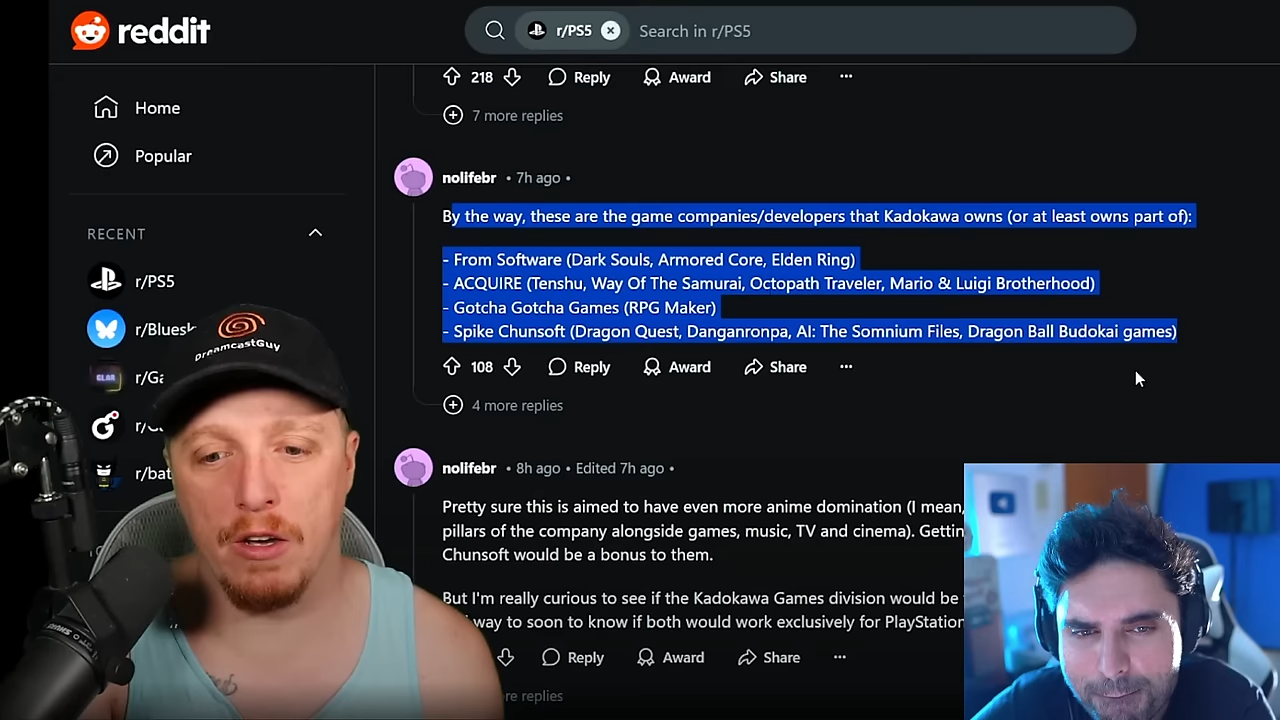 reddit
r/PS5
Search in r/PS5
218
Reply
Award
Share
Home
7 more replies
Popular
nolifebr • 7h ago •
By the way, these are the game companies/developers that Kadokawa owns (or at least owns part of):
RECENT
- From Software (Dark Souls, Armored Core, Elden Ring)
r/PS5
- ACQUIRE (Tenshu, Way Of The Samurai, Octopath Traveler, Mario & Luigi Brotherhood)
- Gotcha Gotcha Games (RPG Maker)
- Spike Chunsoft (Dragon Quest, Danganronpa, AI: The Somnium Files, Dragon Ball Budokai games)
r/Bluesk
DreamcastGuy
108
Reply
Award
Share
r/Ga
4 more replies
r/bat
nolifebr • 8h ago • Edited 7h ago •
Pretty sure this is aimed to have even more anime domination (I mean,
pillars of the company alongside games, music, TV and cinema). Gettin
Chunsoft would be a bonus to them.
But I'm really curious to see if the Kadokawa Games division would be
way to soon to know if both would work exclusively for PlayStation
Reply
Award
Share
re replies